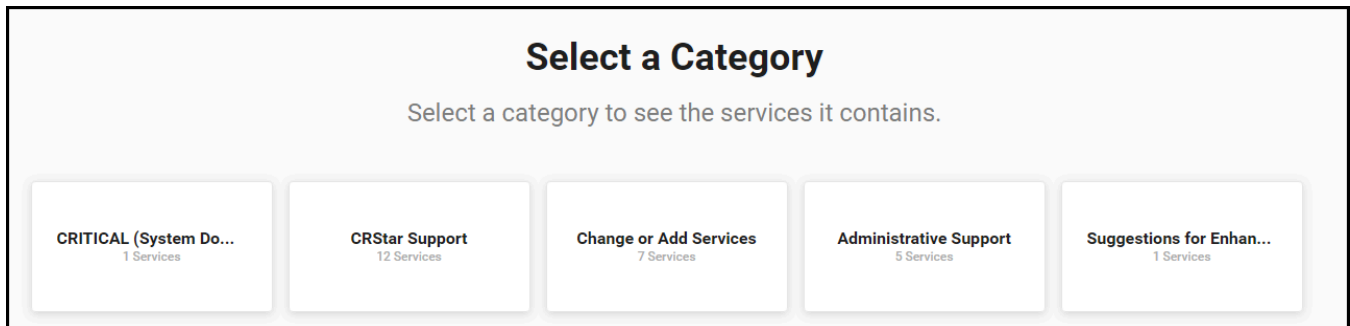 Select a Category
Select a category to see the services it contains.
CRITICAL (System Do...
1 Services
CRStar Support
12 Services
Change or Add Services
7 Services
Administrative Support
5 Services
Suggestions for Enhan...
1 Services